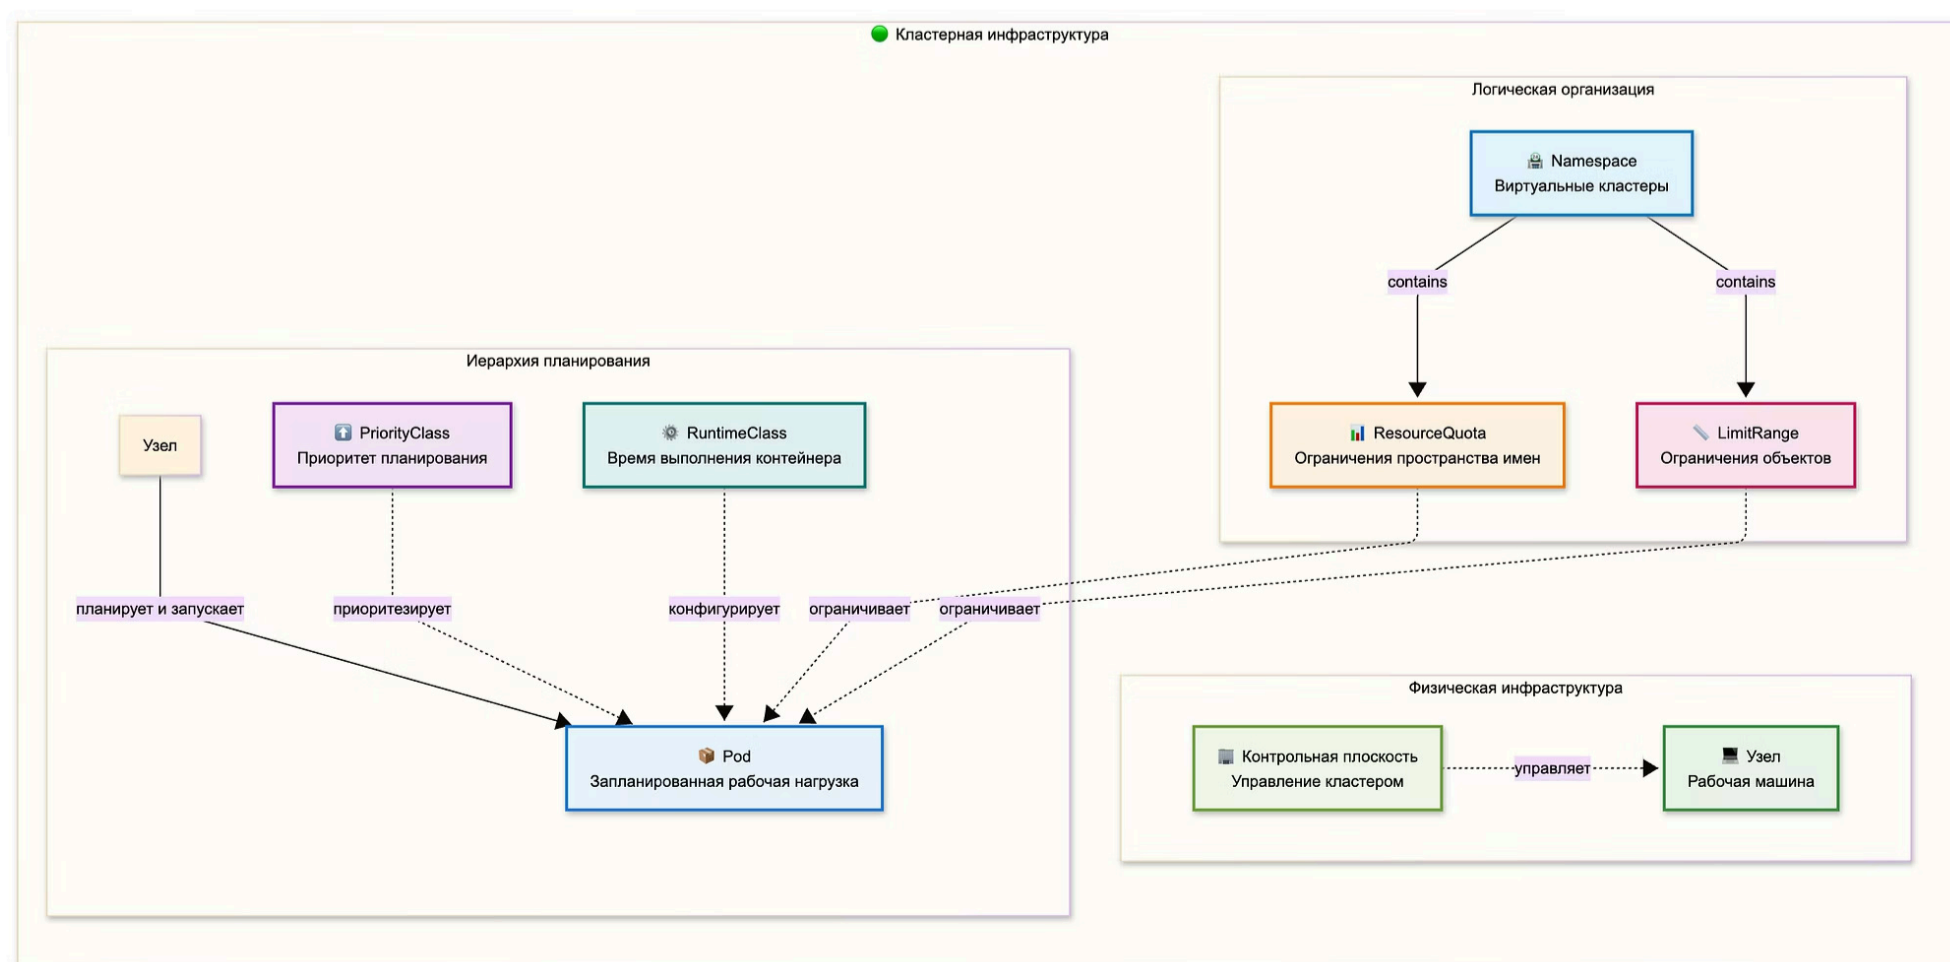 Кластерная инфраструктура
Логическая организация
Namespace
Виртуальные кластеры
contains
contains
ResourceQuota
Ограничения пространства имен
LimitRange
Ограничения объектов
Иерархия планирования
Узел
PriorityClass
Приоритет планирования
RuntimeClass
Время выполнения контейнера
планирует и запускает
приоритезирует
конфигурирует
ограничивает
ограничивает
Pod
Запланированная рабочая нагрузка
Физическая инфраструктура
Контрольная плоскость
Управление кластером
управляет
Узел
Рабочая машина